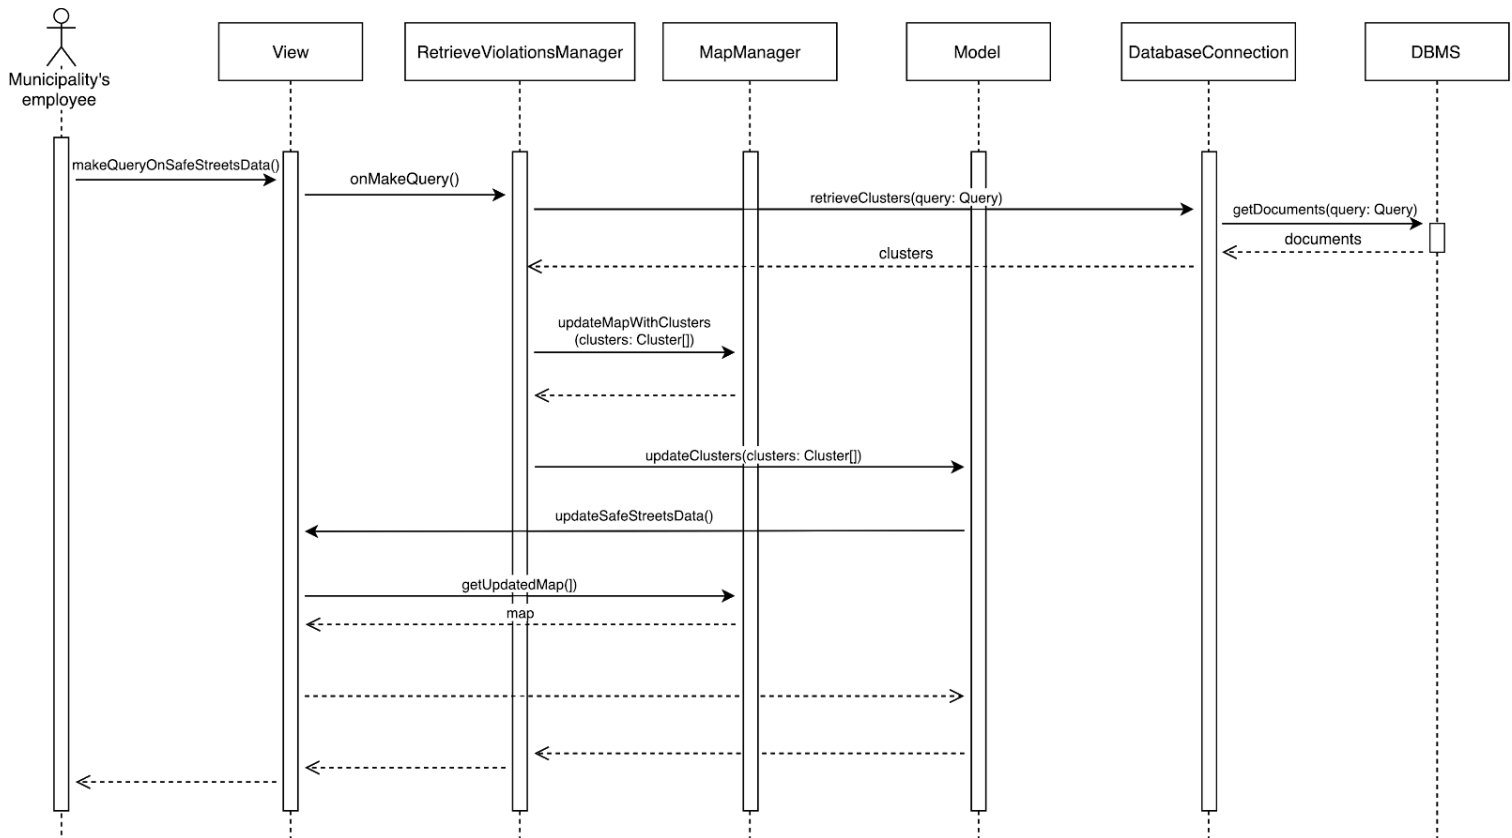 Municipality's
employee
View
RetrieveViolationsManager
MapManager
Model
DatabaseConnection
DBMS
makeQueryOnSafeStreetsData()
onMakeQuery()
retrieveClusters(query: Query)
getDocuments(query: Query)
documents
clusters
updateMapWithClusters
(clusters: Cluster[])
updateClusters(clusters: Cluster[])
updateSafeStreetsData()
getUpdatedMap(])
map